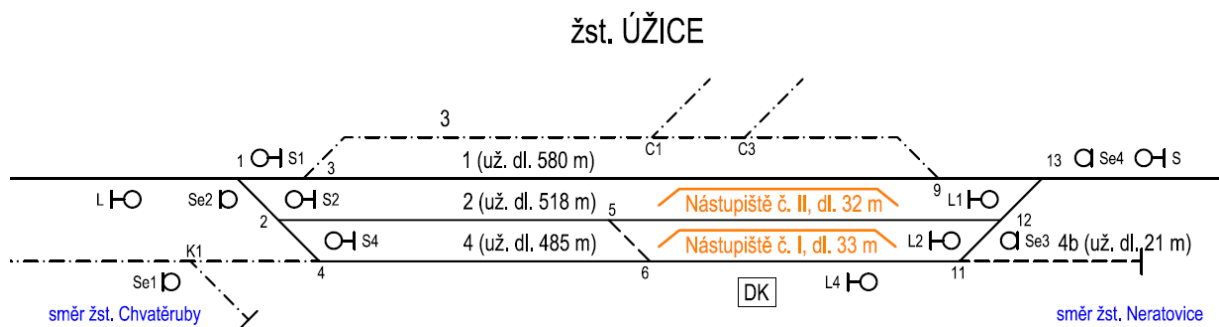 žst. ÚŽICE
3
C1
C3
1
S1
3
1 (už. dl. 580 m)
13
Se4
S
L
Se2
S2
2 (už. dl. 518 m)
5
Nástupiště č. II, dl. 32 m
9
L1
2
12
S4
4 (už. dl. 485 m)
Nástupiště č. I, dl. 33 m
L2
Se3
4b (už. dl. 21 m)
K1
4
6
11
Se1
DK
L4
směr žst. Chvatěruby
směr žst. Neratovice